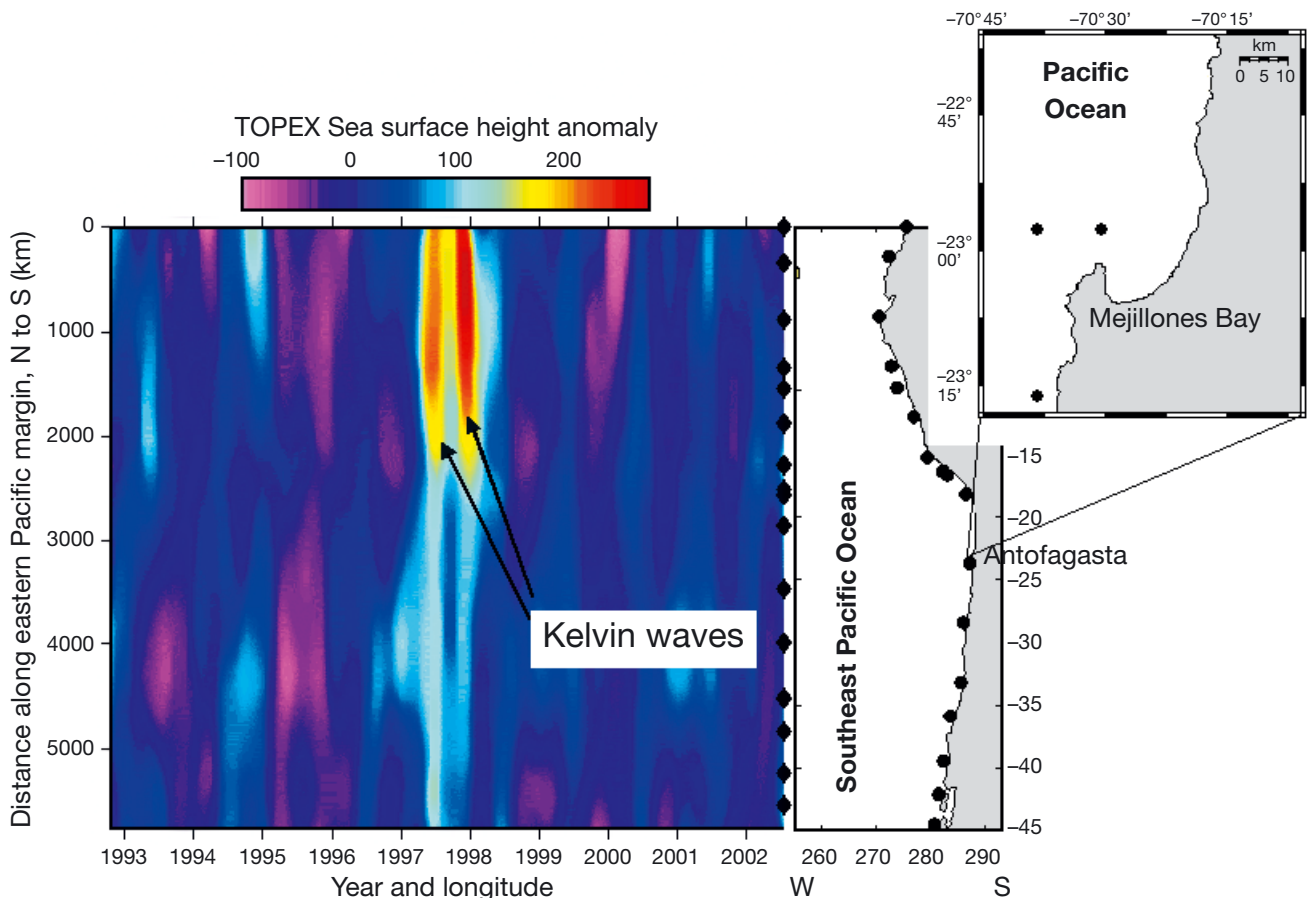 TOPEX Sea surface height anomaly
−100 0 100 200
Distance along eastern Pacific margin, N to S (km)
0
1000
2000
3000
4000
5000
1993 1994 1995 1996 1997 1998 1999 2000 2001 2002
Year and longitude
Kelvin waves
Southeast Pacific Ocean
260 270 280 290
W S
−15
−20
−25
−30
−35
−40
−45
Antofagasta
−70° 45’ −70° 30’ −70° 15’
Pacific
Ocean
km
0 5 10
−22°
45’
−23°
00’
−23°
15’
Mejillones Bay